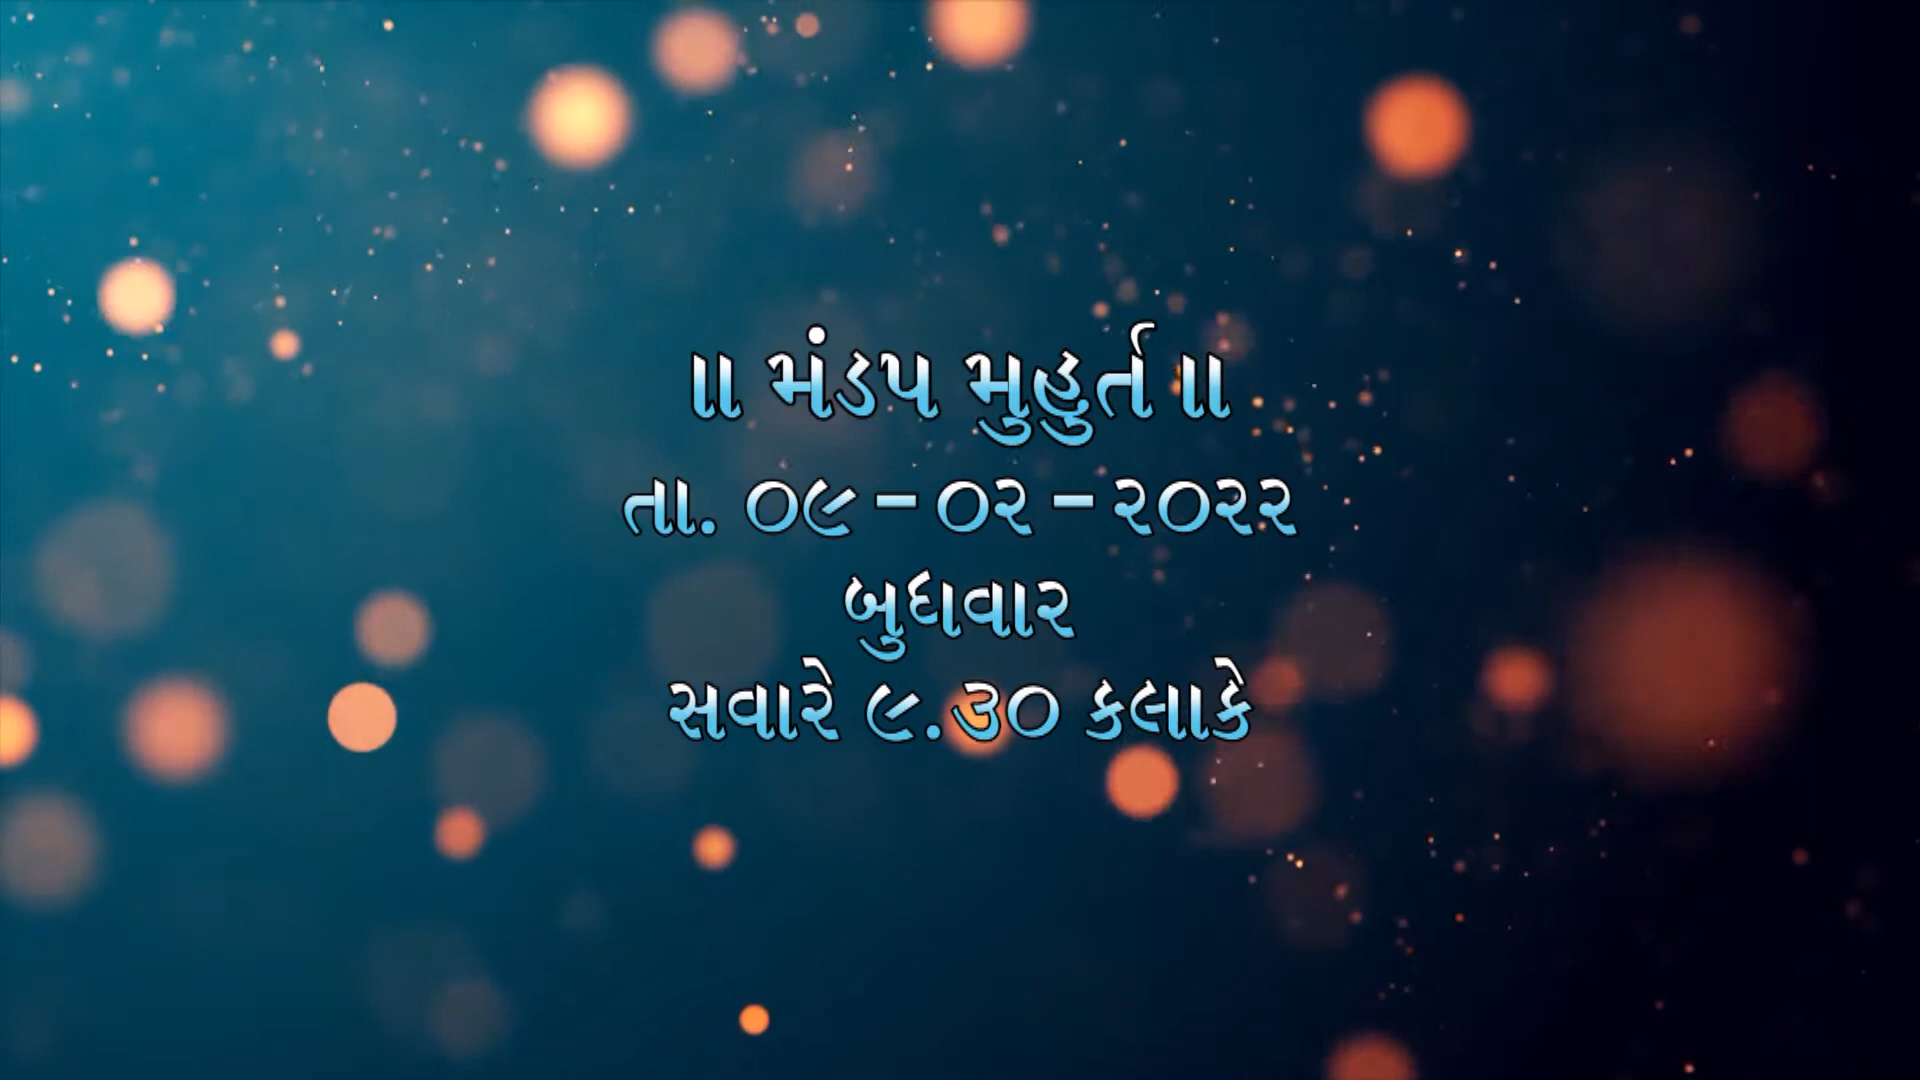 ॥ મંડપ મુહુર્ત ॥
તા. ૦૯-૦૨-૨૦૨૨
બુધવાર
સવારે ૯.૩૦ કલાકે